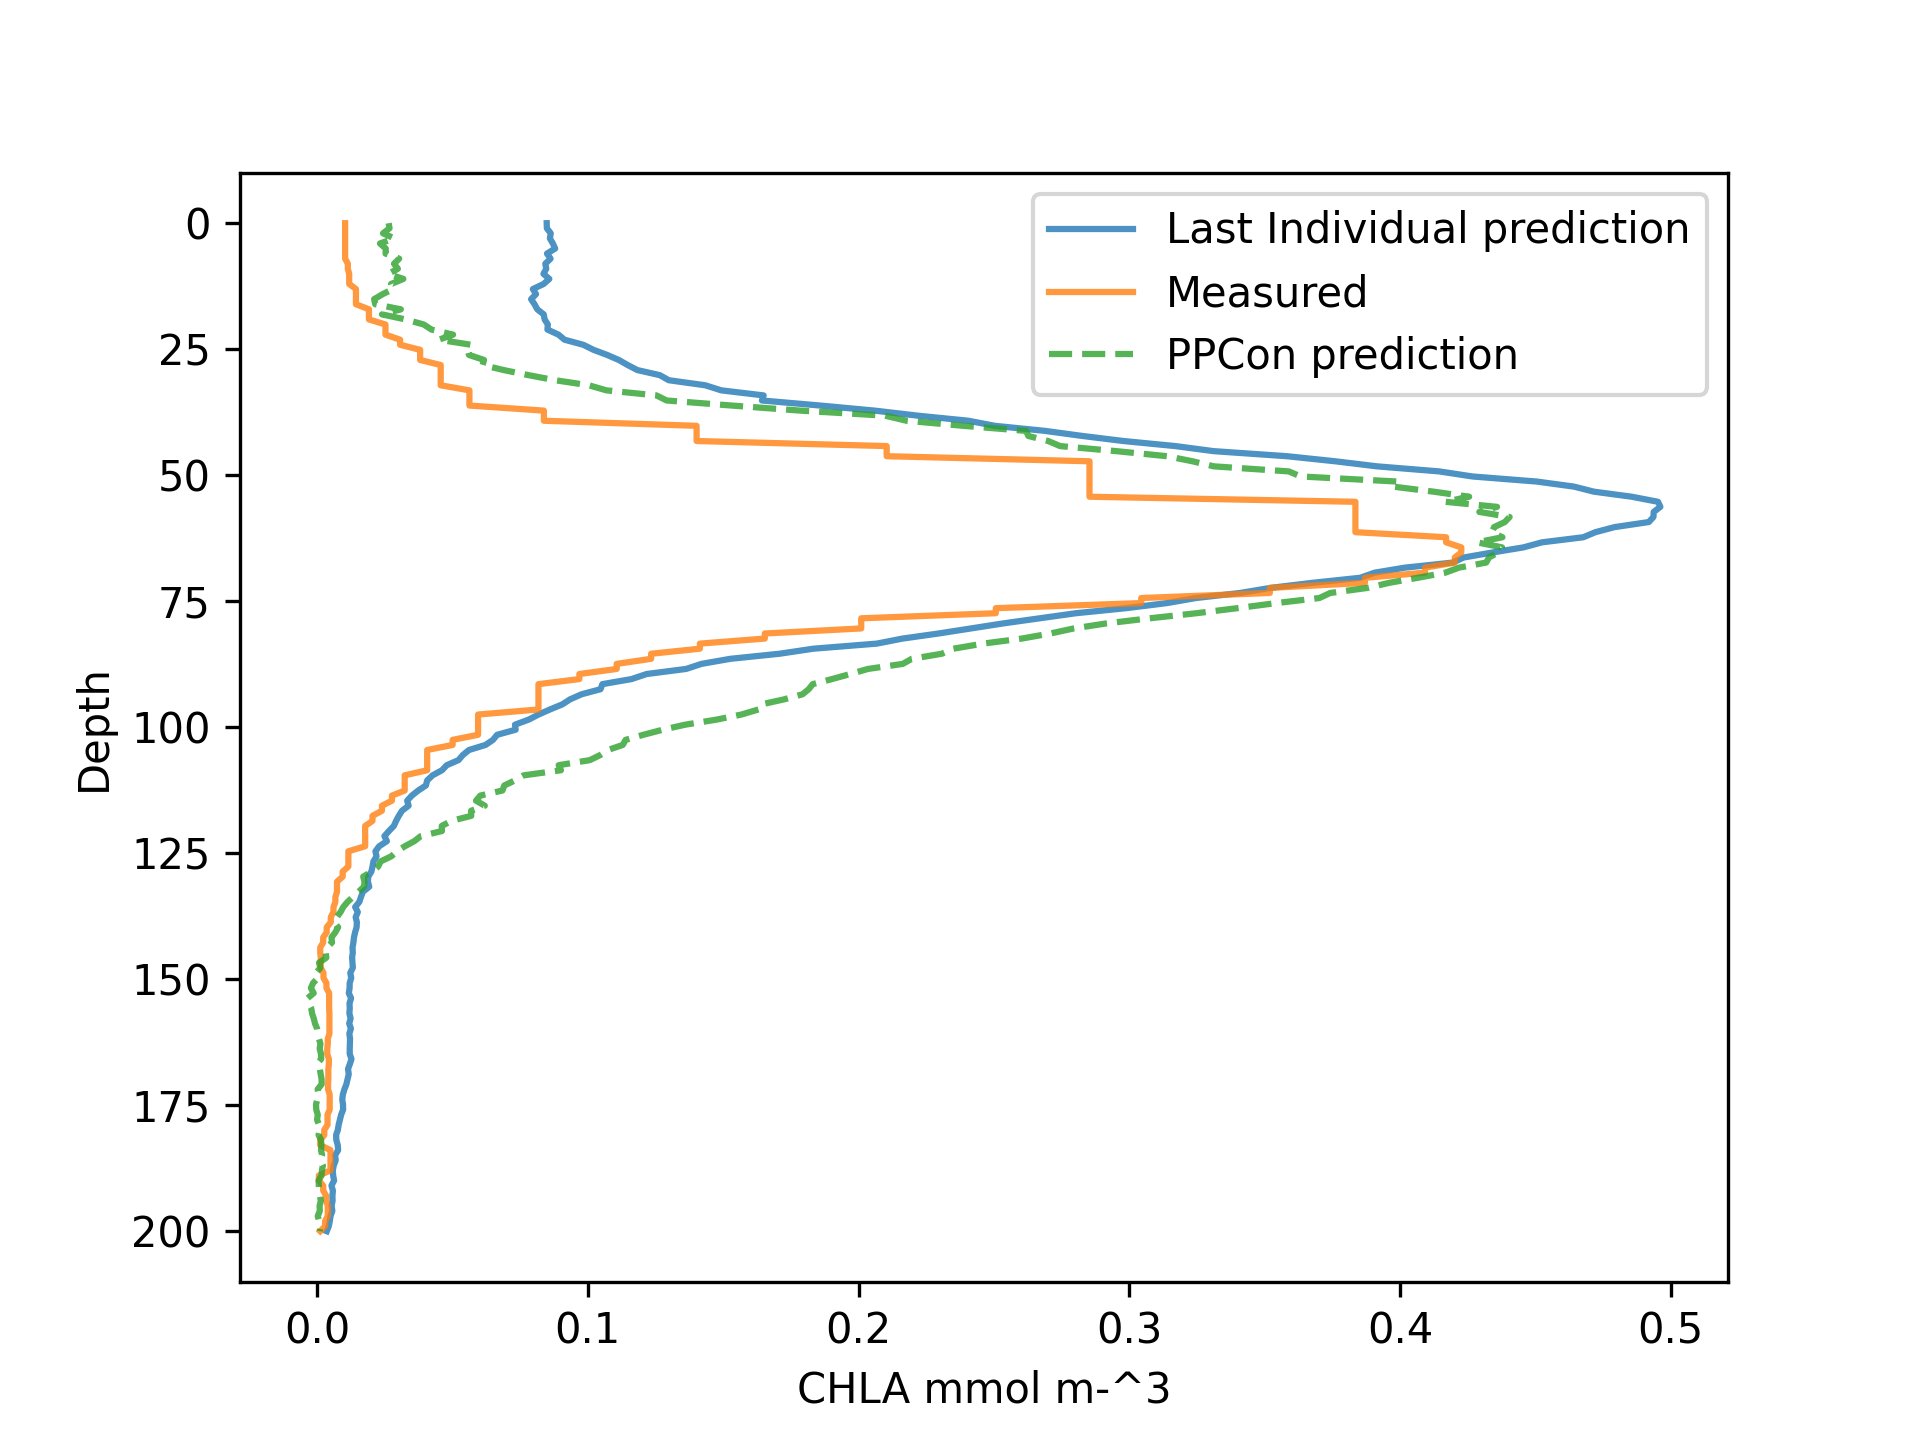 Last Individual prediction
Measured
PPCon prediction
0
25
50
75
100
125
150
175
200
Depth
0.0 0.1 0.2 0.3 0.4 0.5
CHLA mmol m-^3